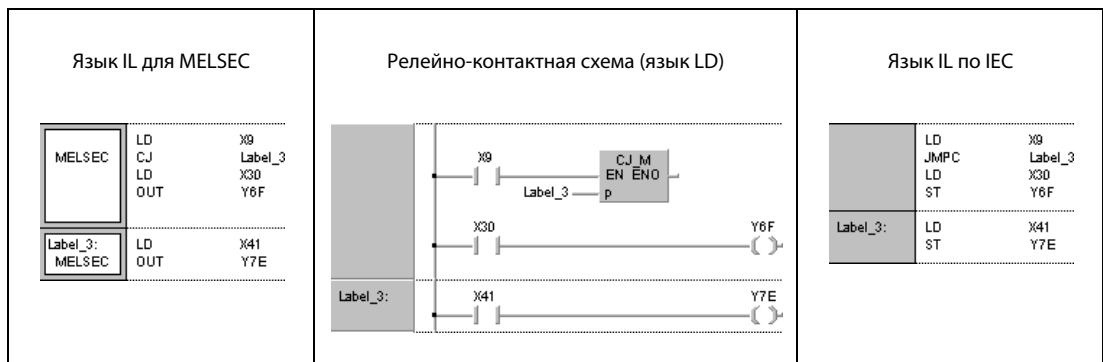 Язык IL для MELSEC
MELSEC
LD X9
CJ Label_3
LD X30
OUT Y6F
Label_3:
MELSEC
LD X41
OUT Y7E
Релейно-контактная схема (язык LD)
X9
CJ_M
EN ENO
Label_3 p
X30 Y6F
Label_3: X41 Y7E
Язык IL по IEC
LD X9
JMPC Label_3
LD X30
ST Y6F
Label_3: LD X41
ST Y7E